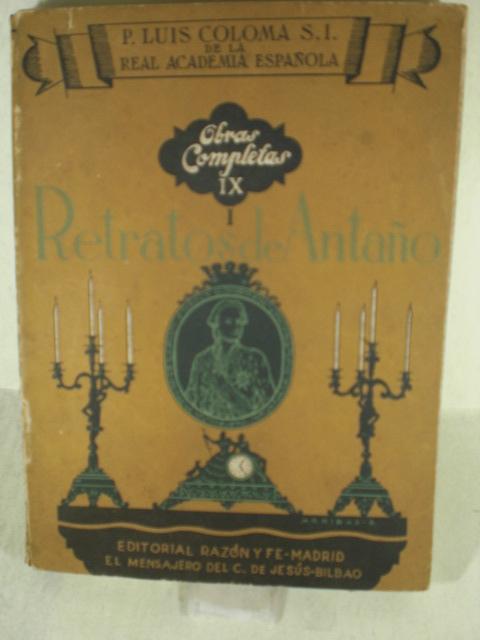 P. LUIS COLOMA S.I.
DE LA
REAL ACADEMIA ESPAÑOLA
Obras
Completas
IX
I
Retratos de Antaño
EDITORIAL RAZÓN Y FE-MADRID
EL MENSAJERO DEL C. DE JESÚS-BILBAO